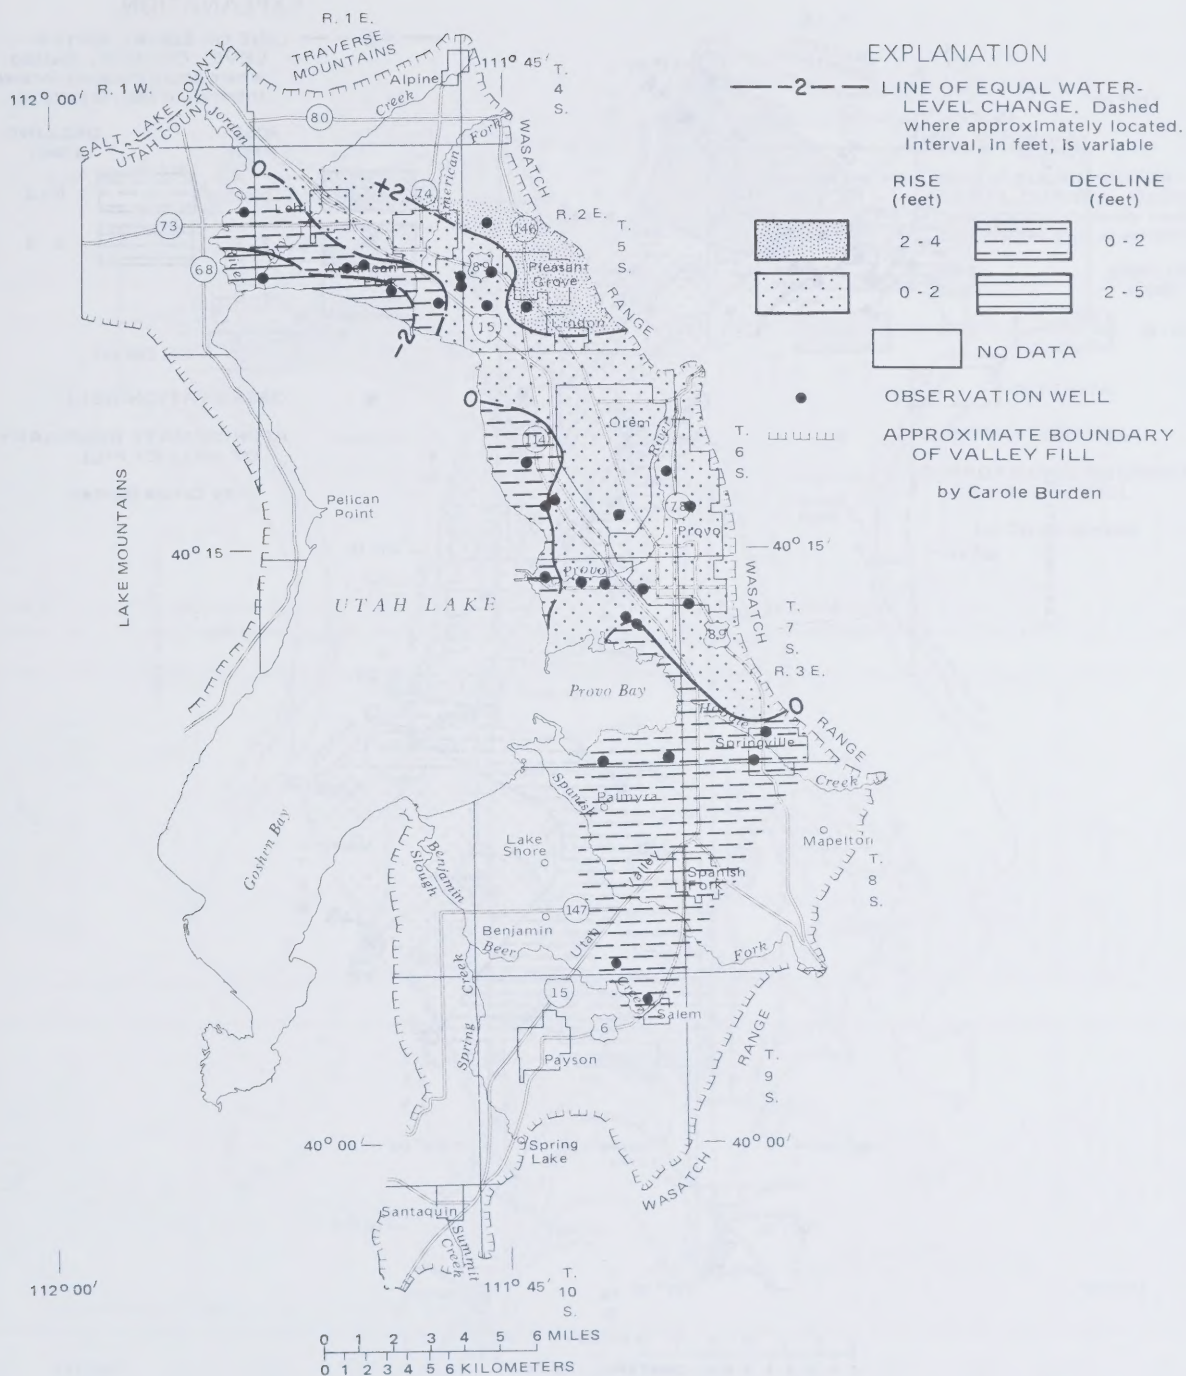 R. 1 E.
TRAVERSE
MOUNTAINS
111° 45'
T.
4
S.
Alpine
Creek
112° 00'
R. 1 W.
SALT LAKE COUNTY
UTAH COUNTY
Jordan
80
Fork
WASATCH
EXPLANATION
-2
LINE OF EQUAL WATER-
LEVEL CHANGE. Dashed
where approximately located.
Interval, in feet, is variable
RISE
(feet)
DECLINE
(feet)
2 - 4
0 - 2
0 - 2
2 - 5
NO DATA
OBSERVATION WELL
APPROXIMATE BOUNDARY
OF VALLEY FILL
by Carole Burden
0
+2
74
American
R. 2 E.
T.
5
S.
73
Lehi
146
68
River
American
Fork
89
Pleasant
Grove
RANGE
15
Lindon
-2
0
Orem
River
114
T.
6
S.
LAKE MOUNTAINS
Pelican
Point
78
Provo
40° 15'
40° 15'
Provo
WASATCH
UTAH LAKE
T.
7
S.
89
R. 3 E.
Provo Bay
0
Hobble
RANGE
Springville
Creek
Spanish
Palmyra
Goshen Bay
Benjamin
Slough
Lake
Shore
Mapelton
T.
8
S.
Valley
Spanish
Fork
147
Benjamin
Utah
Beer
Fork
Creek
Creek
15
Salem
Spring
6
Payson
RANGE
T.
9
S.
40° 00'
Spring
Lake
40° 00'
WASATCH
Santaquin
Summit
Creek
112° 00'
111° 45'
T.
10
S.
0 1 2 3 4 5 6 MILES
0 1 2 3 4 5 6 KILOMETERS